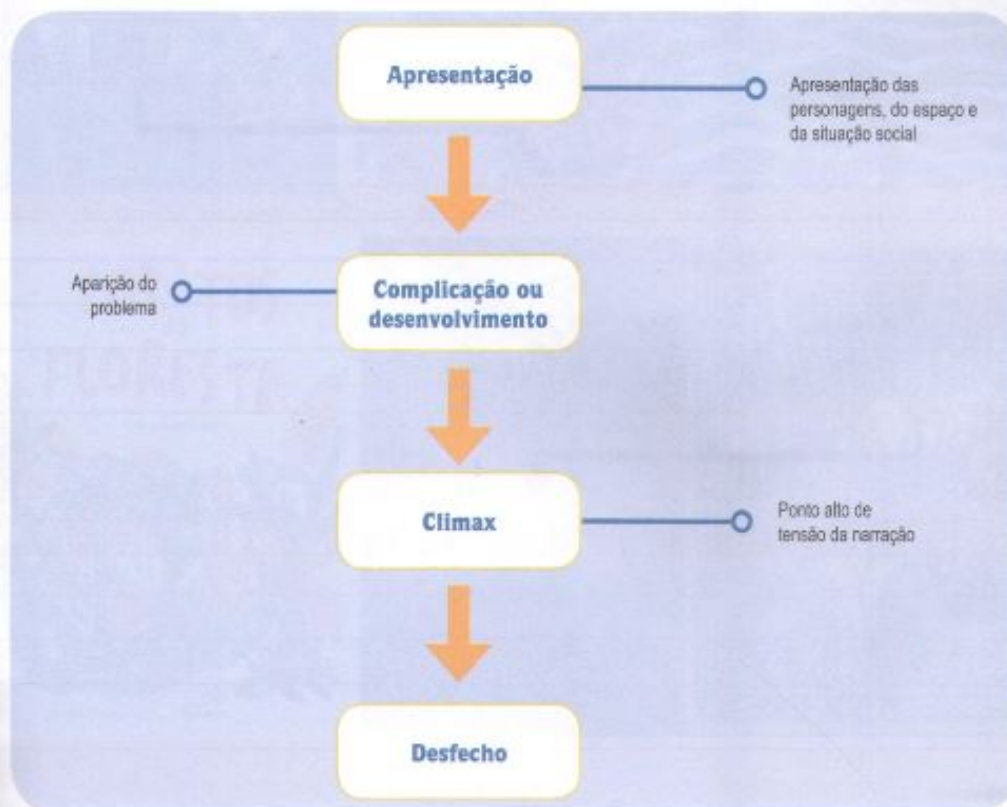 Apresentação
Apresentação das
personagens, do espaço e
da situação social
Aparição do
problema
Complicação ou
desenvolvimento
Climax
Ponto alto de
tensão da narração
Desfecho